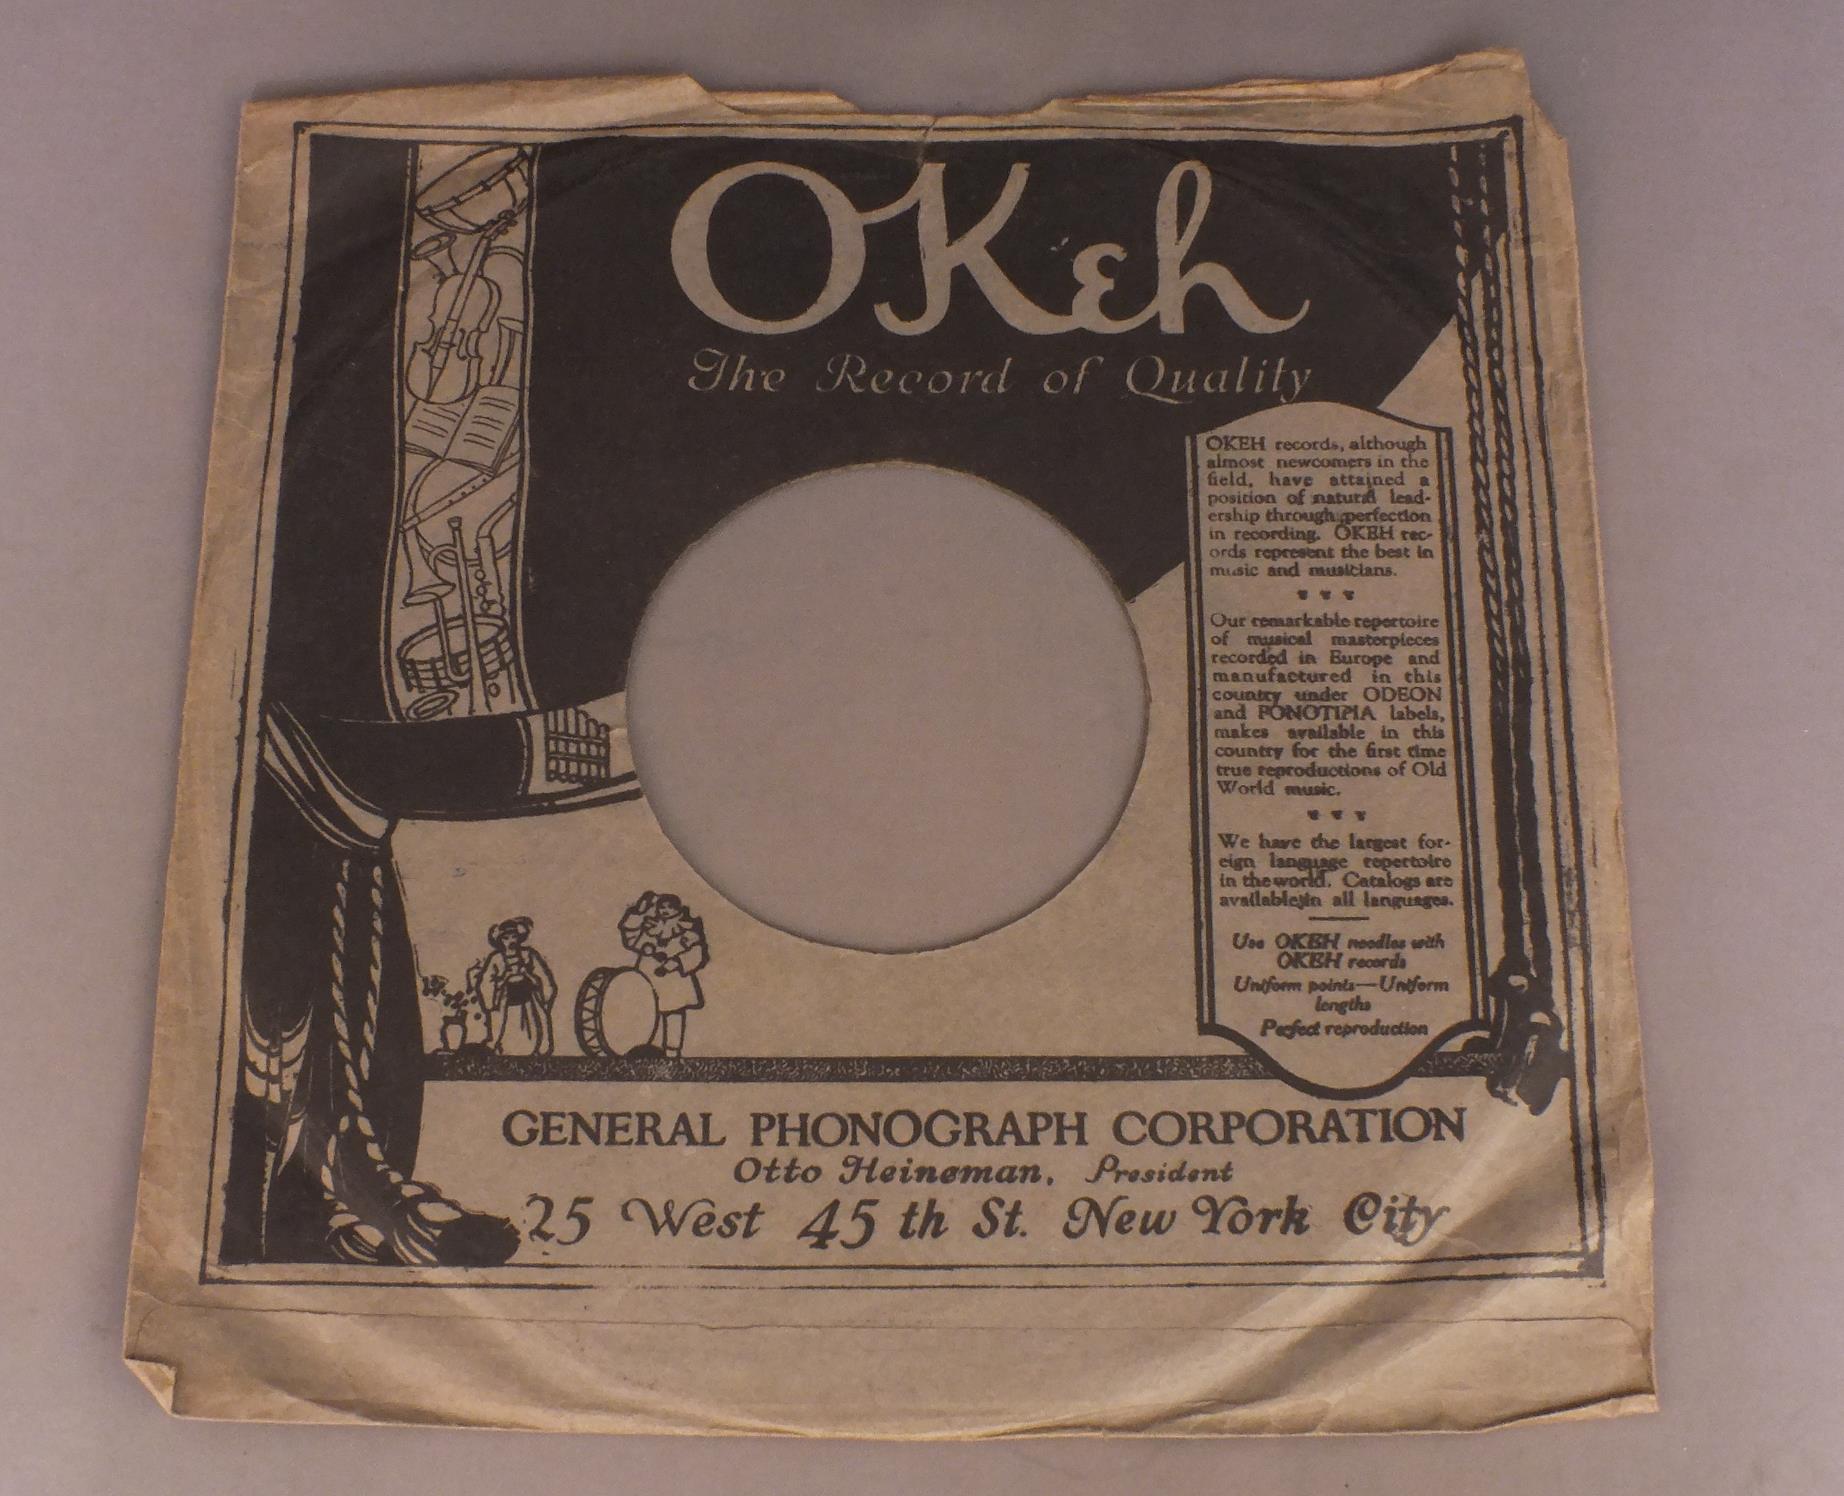 OKeh
The Record of Quality
OKEH records, although
almost newcomers in the
field, have attained a
position of natural lead-
ership through perfection
in recording. OKEH rec-
ords represent the best in
music and musicians.
Our remarkable repertoire
of musical masterpieces
recorded in Europe and
manufactured in this
country under ODEON
and FONOTIPIA labels,
makes available in this
country for the first time
true reproductions of Old
World music.
We have the largest for-
eign language repertoire
in the world. Catalogs are
available in all languages.
Use OKEH needles with
OKEH records
Uniform points—Uniform
lengths
Perfect reproduction
GENERAL PHONOGRAPH CORPORATION
Otto Heineman, President
25 West 45th St. New York City